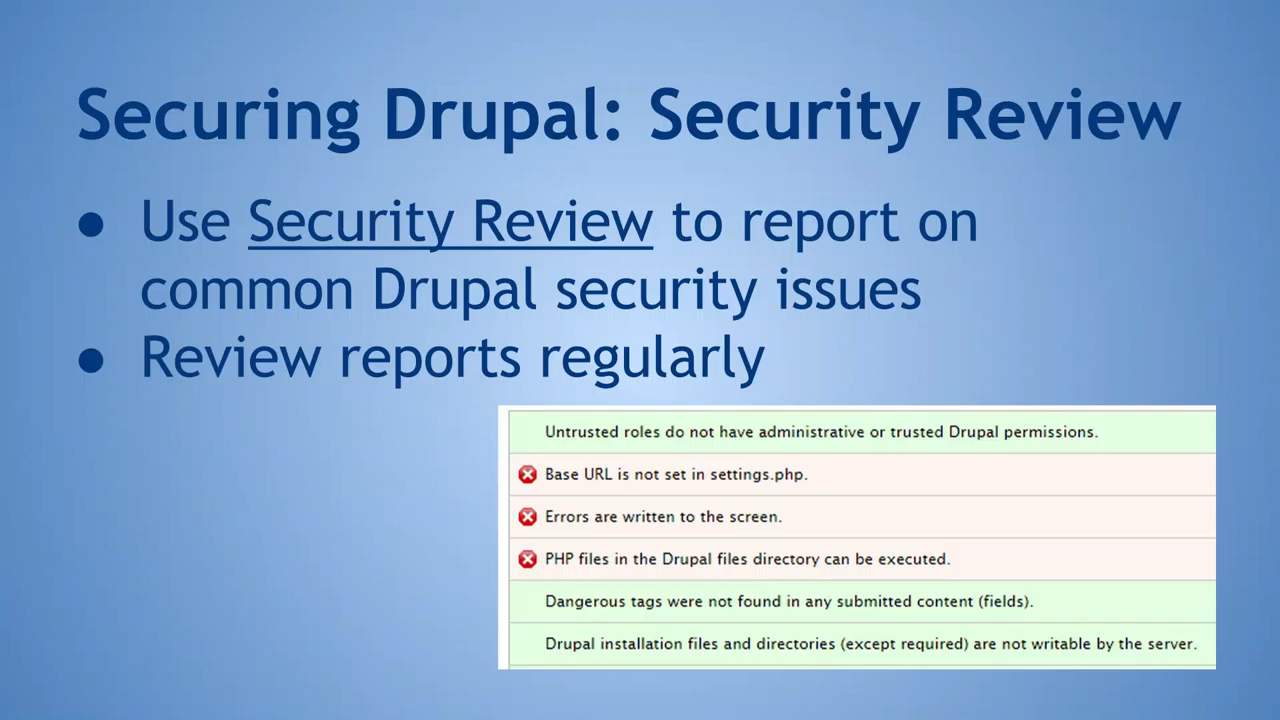 Securing Drupal: Security Review
● Use Security Review to report on
common Drupal security issues
● Review reports regularly
Untrusted roles do not have administrative or trusted Drupal permissions.
Base URL is not set in settings.php.
Errors are written to the screen.
PHP files in the Drupal files directory can be executed.
Dangerous tags were not found in any submitted content (fields).
Drupal installation files and directories (except required) are not writable by the server.